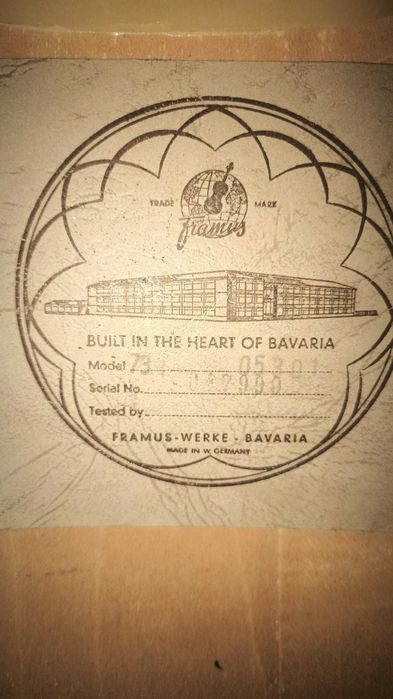 TRADE MARK
Framus
BUILT IN THE HEART OF BAVARIA
Model 73 05201
Serial No.
Tested by
FRAMUS-WERKE - BAVARIA
MADE IN W. GERMANY